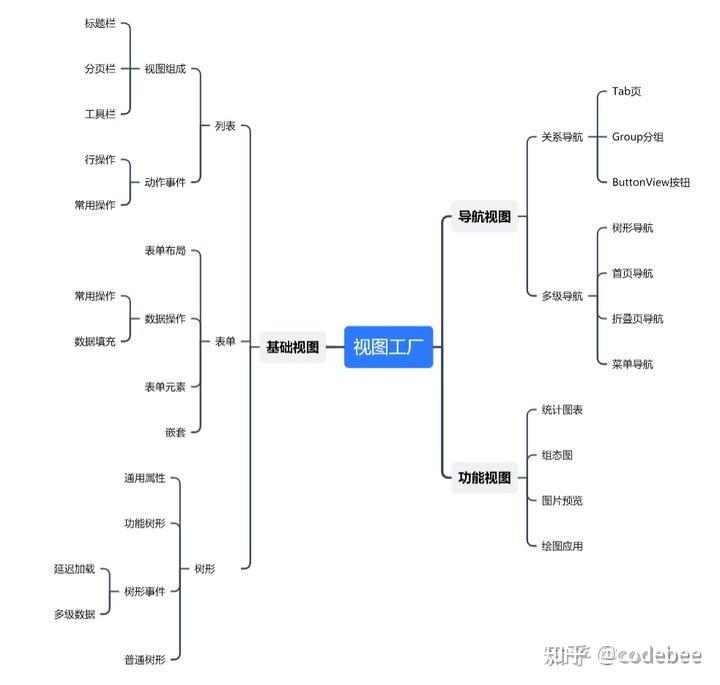 视图工厂
基础视图
列表
视图组成
标题栏
分页栏
工具栏
动作事件
行操作
常用操作
表单
表单布局
数据操作
常用操作
数据填充
表单元素
嵌套
树形
通用属性
功能树形
树形事件
延迟加载
多级数据
普通树形
导航视图
关系导航
Tab页
Group分组
ButtonView按钮
多级导航
树形导航
首页导航
折叠页导航
菜单导航
功能视图
统计图表
组态图
图片预览
绘图应用
知乎 @codebee